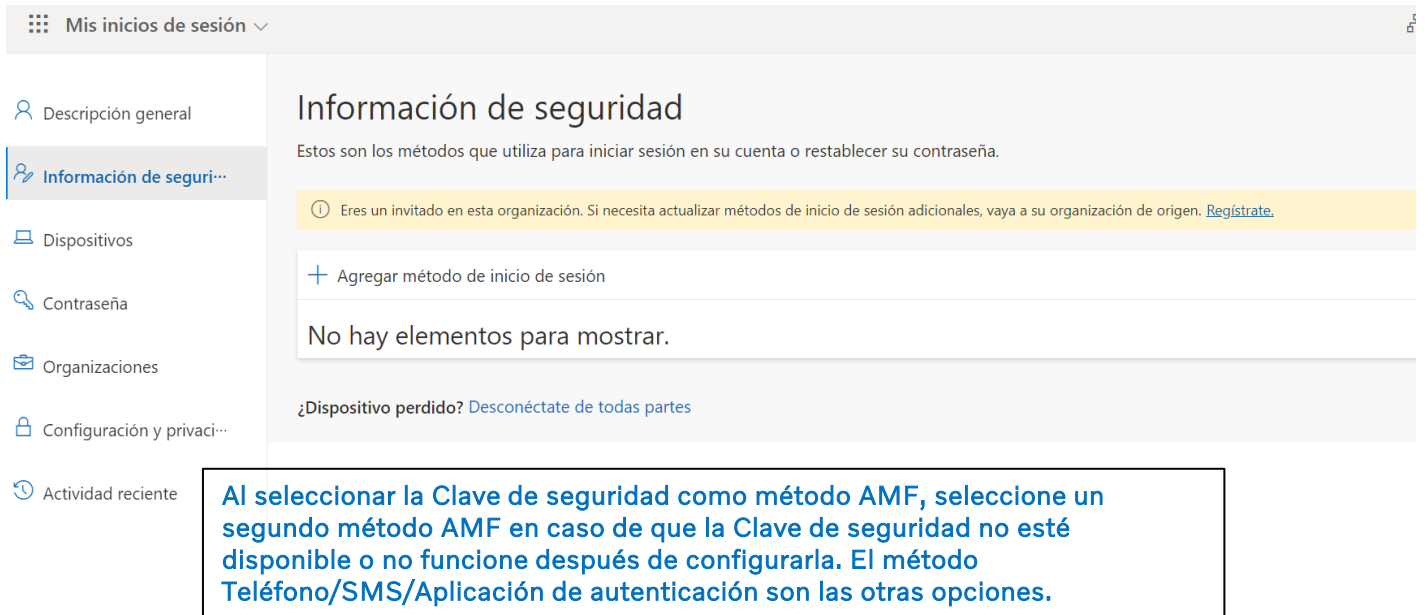 Mis inicios de sesión
Descripción general
Información de seguri...
Dispositivos
Contraseña
Organizaciones
Configuración y privaci...
Actividad reciente
Información de seguridad
Estos son los métodos que utiliza para iniciar sesión en su cuenta o restablecer su contraseña.
Eres un invitado en esta organización. Si necesita actualizar métodos de inicio de sesión adicionales, vaya a su organización de origen. Regístrate.
Agregar método de inicio de sesión
No hay elementos para mostrar.
¿Dispositivo perdido? Desconéctate de todas partes
Al seleccionar la Clave de seguridad como método AMF, seleccione un
segundo método AMF en caso de que la Clave de seguridad no esté
disponible o no funcione después de configurarla. El método
Teléfono/SMS/Aplicación de autenticación son las otras opciones.